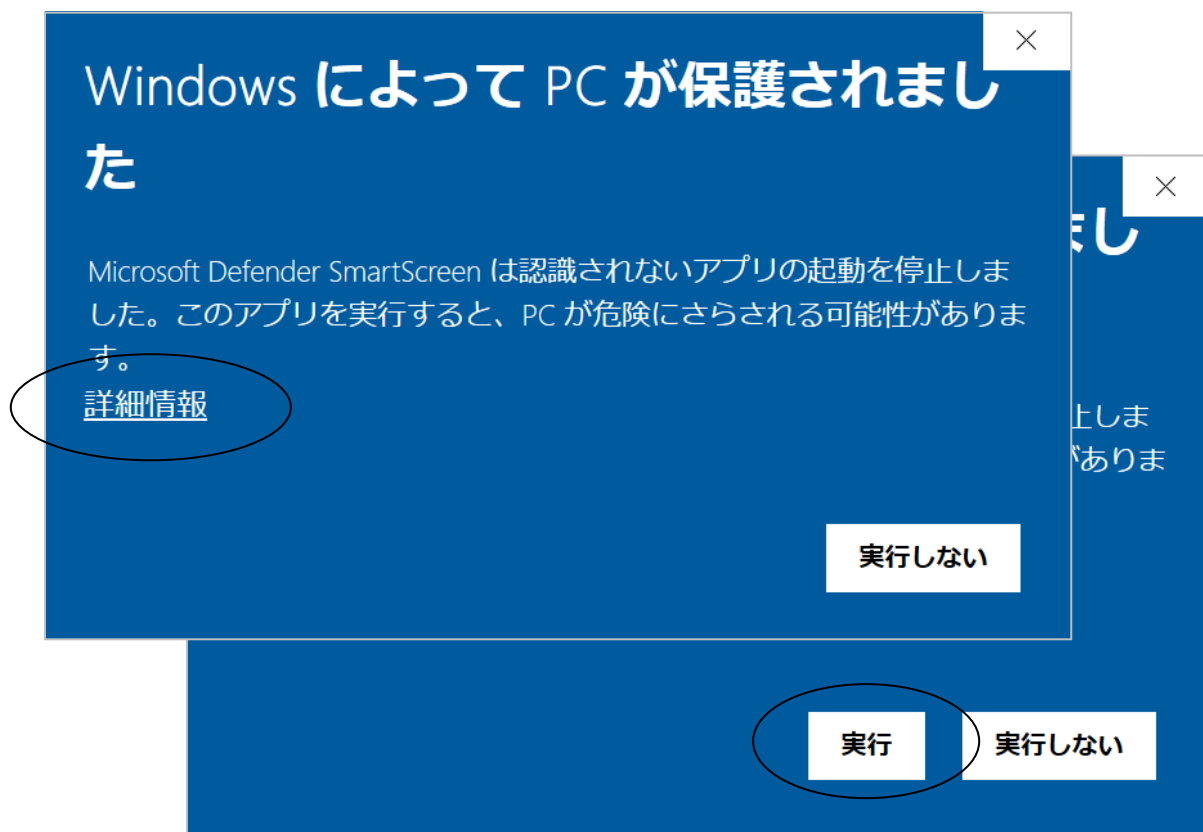 Windows によって PC が保護されまし
た
Microsoft Defender SmartScreen は認識されないアプリの起動を停止しま
した。このアプリを実行すると、PC が危険にさらされる可能性がありま
す。
詳細情報
実行しない
まし
止しま
がありま
実行
実行しない